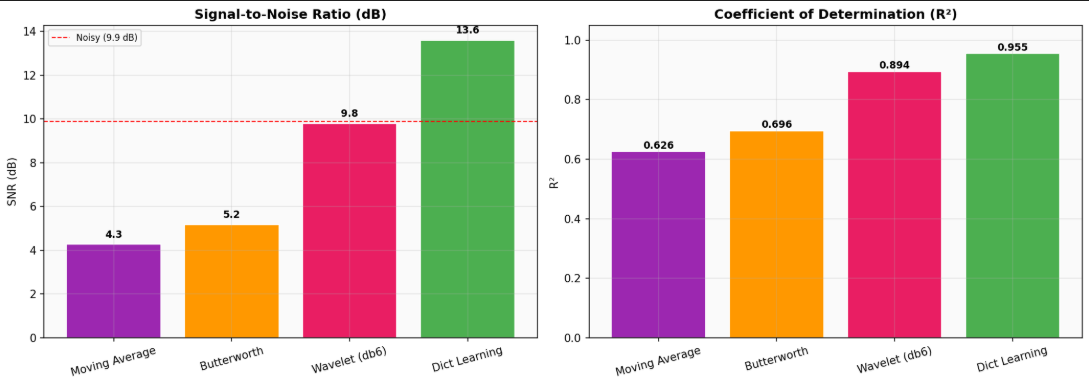 Signal-to-Noise Ratio (dB)
Noisy (9.9 dB)
SNR (dB)
14
12
10
8
6
4
2
0
4.3
5.2
9.8
13.6
Moving Average
Butterworth
Wavelet (db6)
Dict Learning
Coefficient of Determination (R²)
R²
1.0
0.8
0.6
0.4
0.2
0.0
0.626
0.696
0.894
0.955
Moving Average
Butterworth
Wavelet (db6)
Dict Learning